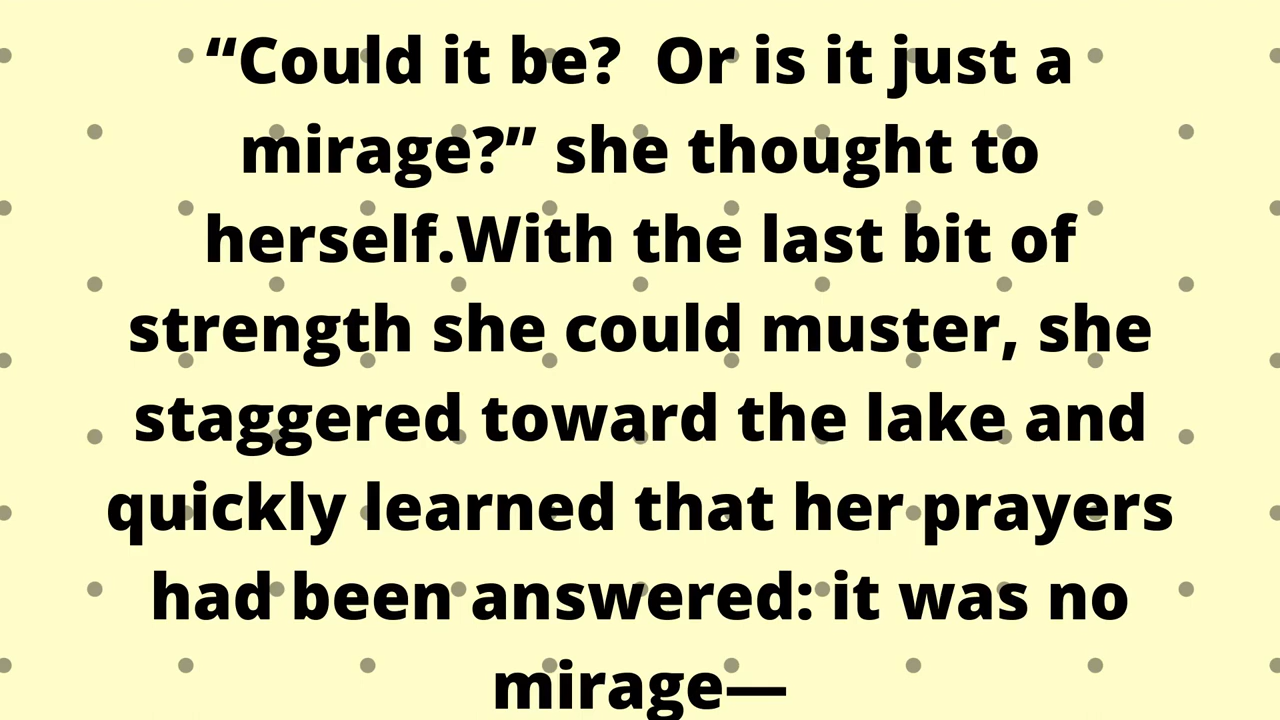 “Could it be?  Or is it just a
mirage?” she thought to
herself.With the last bit of
strength she could muster, she
staggered toward the lake and
quickly learned that her prayers
had been answered: it was no
mirage—